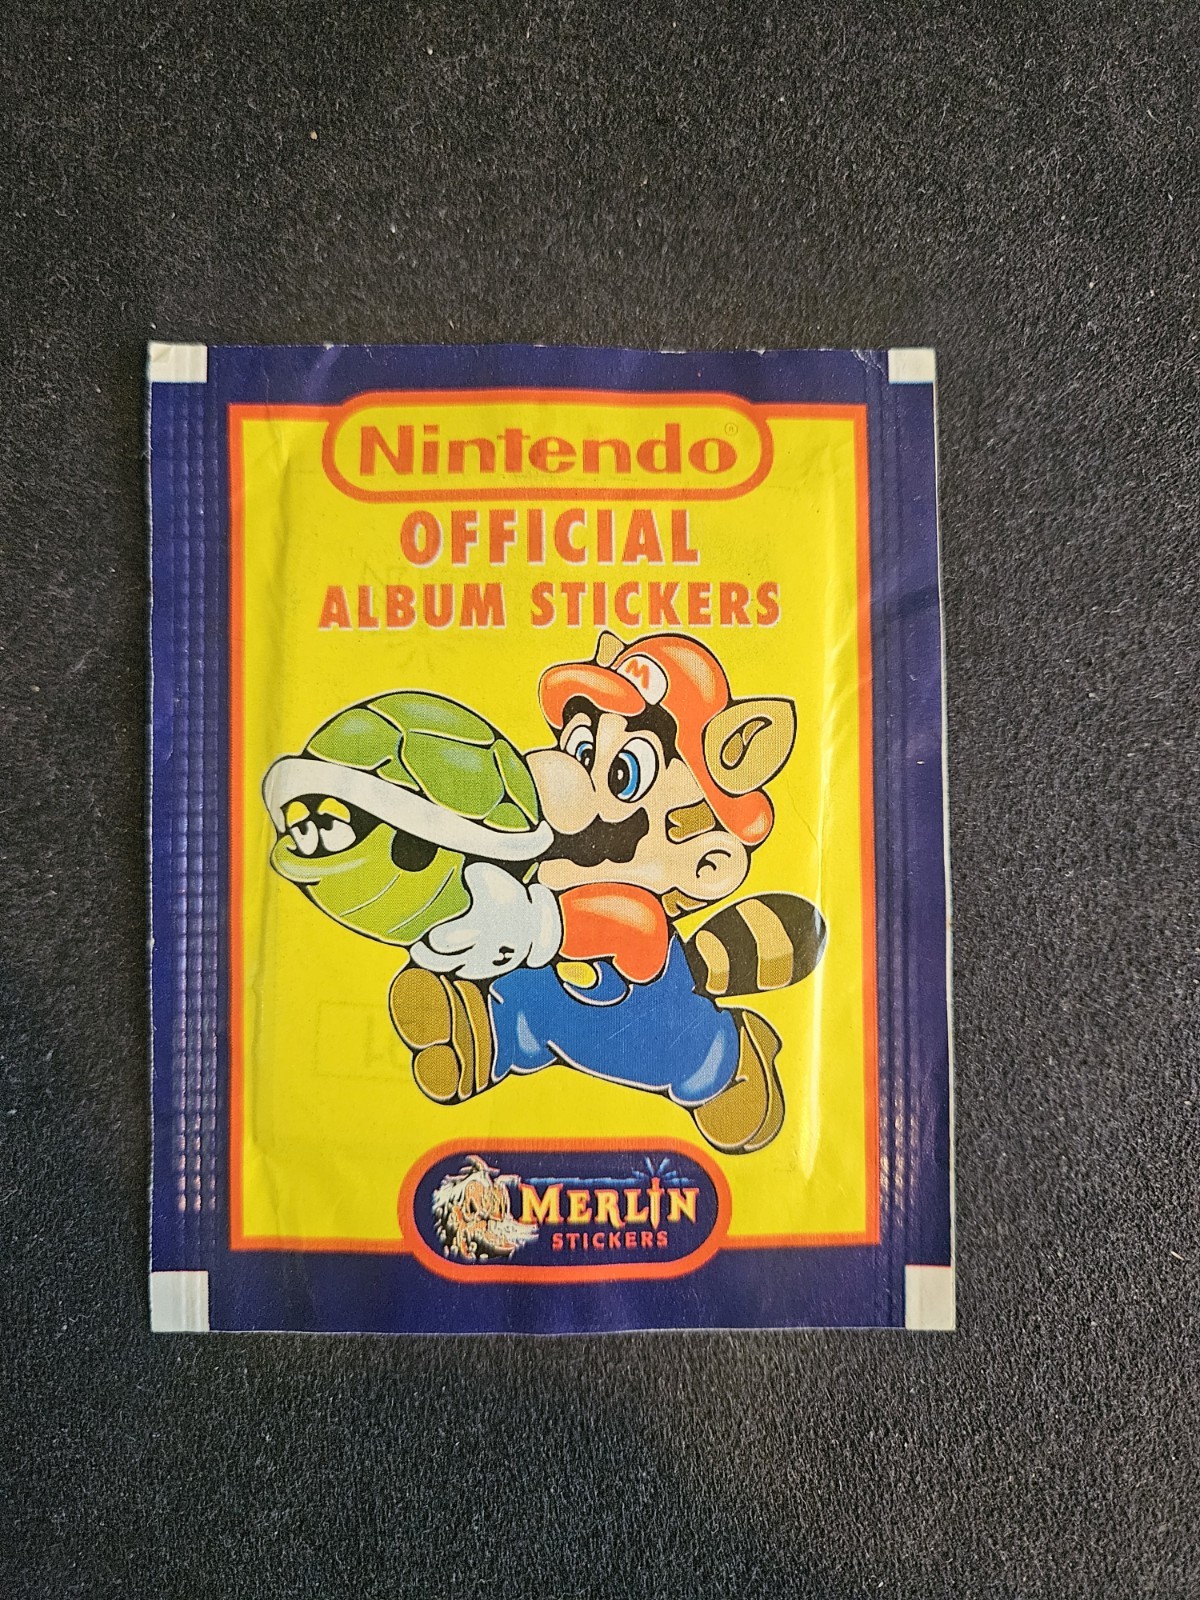 Nintendo®
OFFICIAL
ALBUM STICKERS
M
MERLIN
STICKERS